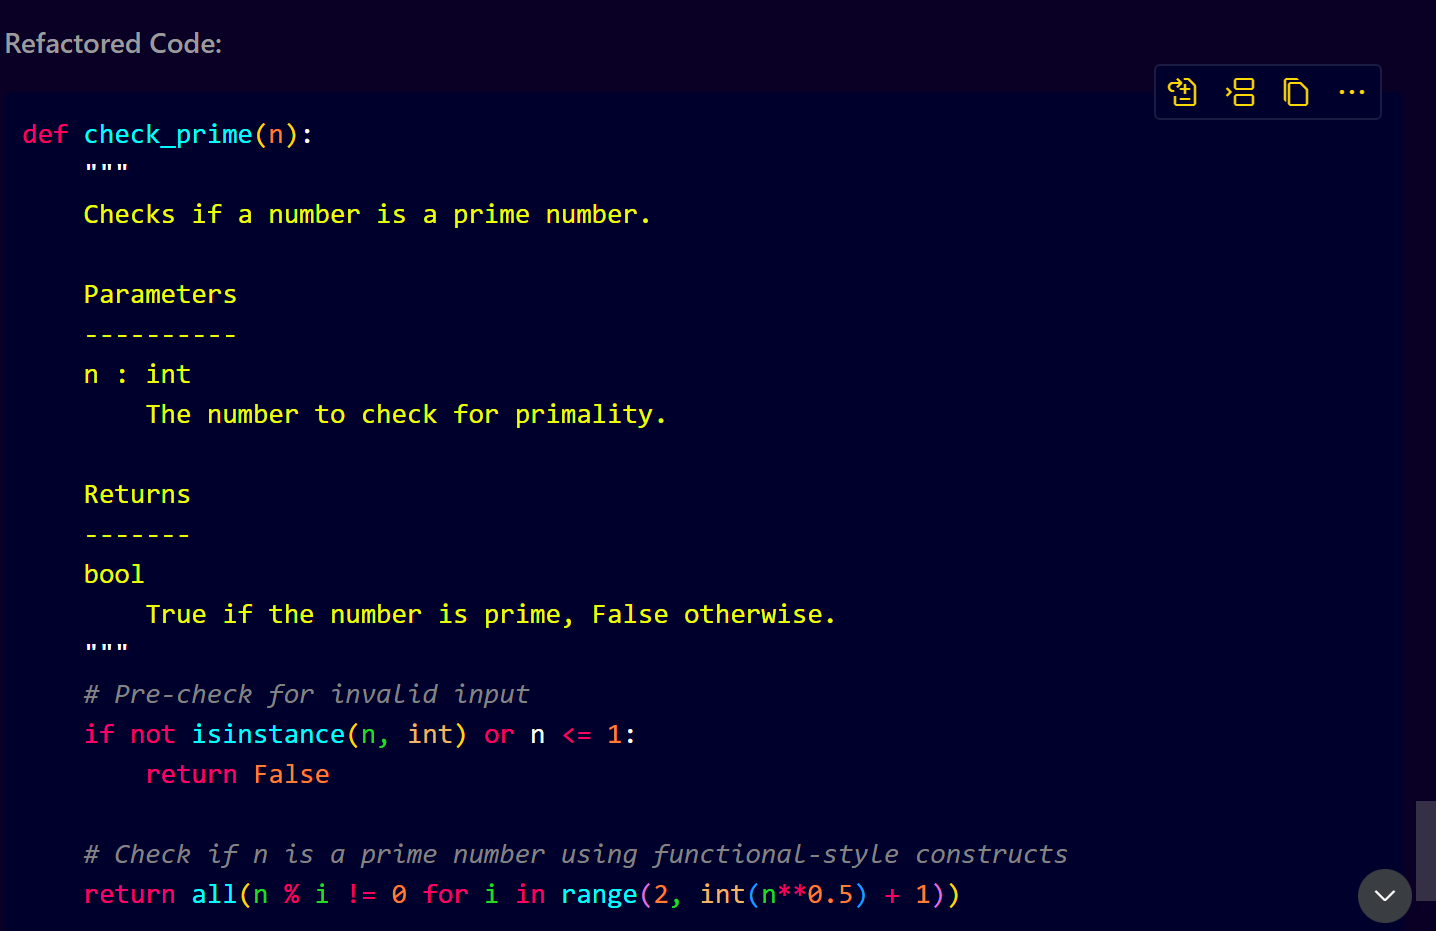 Refactored Code:
def check_prime(n):
    """
    Checks if a number is a prime number.

    Parameters
    ----------
    n : int
        The number to check for primality.

    Returns
    -------
    bool
        True if the number is prime, False otherwise.
    """
    # Pre-check for invalid input
    if not isinstance(n, int) or n <= 1:
        return False

    # Check if n is a prime number using functional-style constructs
    return all(n % i != 0 for i in range(2, int(n**0.5) + 1))